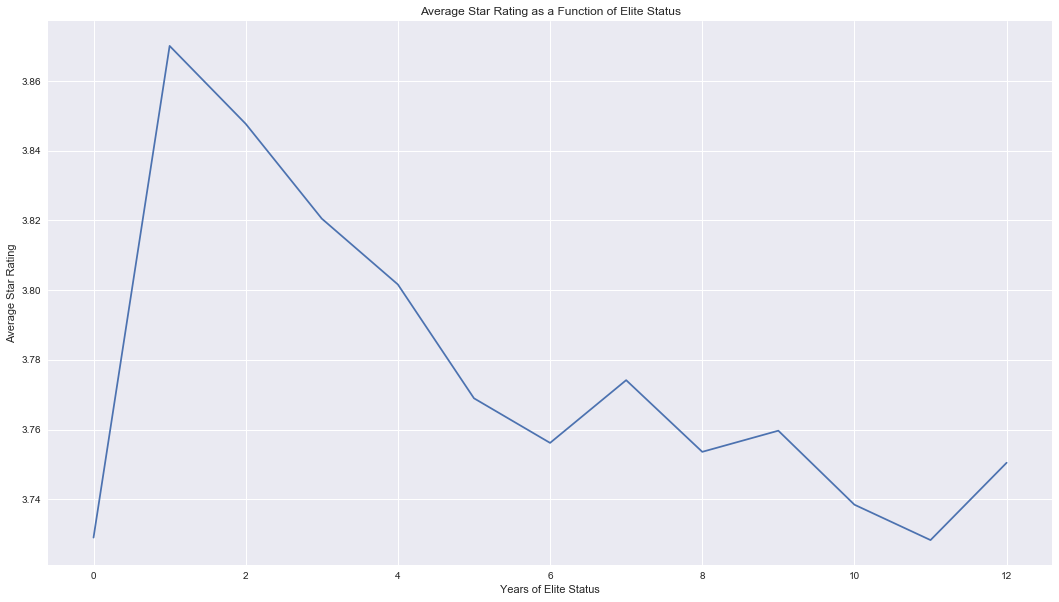 Average Star Rating as a Function of Elite Status
3.86
3.84
3.82
3.80
3.78
3.76
3.74
Average Star Rating
0 2 4 6 8 10 12
Years of Elite Status